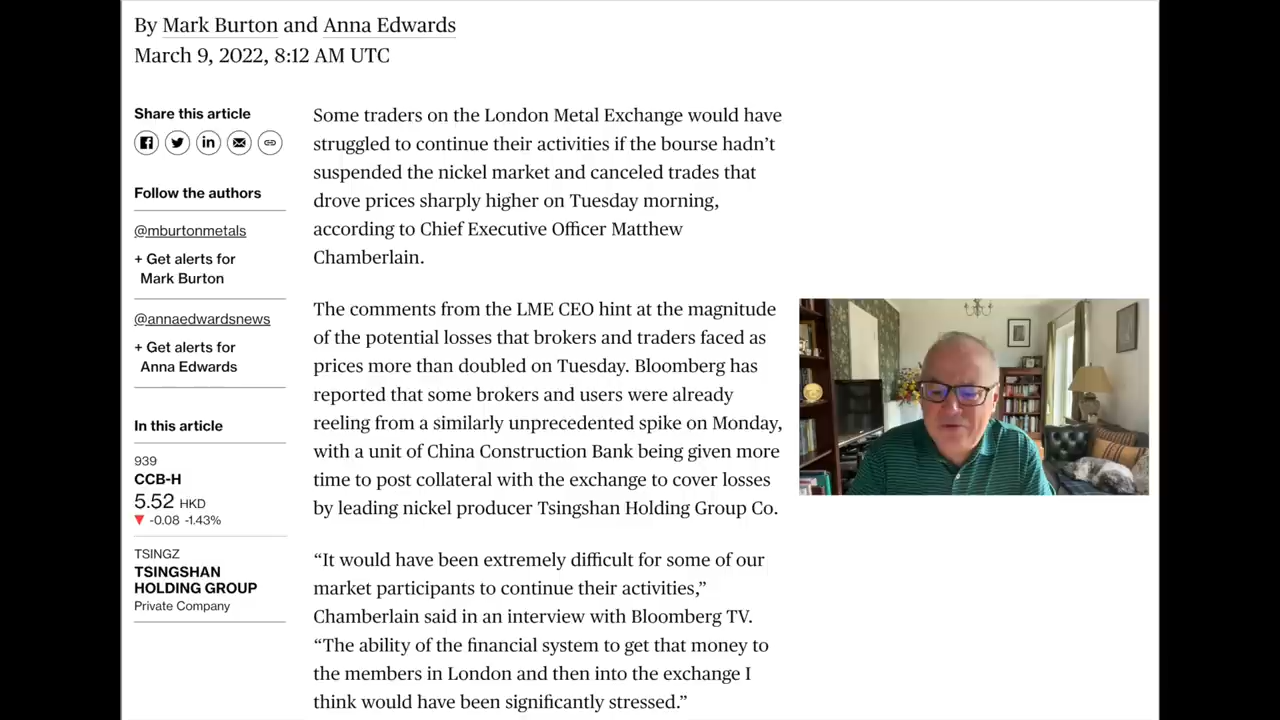 By Mark Burton and Anna Edwards
March 9, 2022, 8:12 AM UTC
Share this article
Follow the authors
@mburtonmetals
+ Get alerts for
Mark Burton
@annaedwardsnews
+ Get alerts for
Anna Edwards
In this article
939
CCB-H
5.52 HKD
▼ -0.08 -1.43%
TSINGZ
TSINGSHAN
HOLDING GROUP
Private Company
Some traders on the London Metal Exchange would have
struggled to continue their activities if the bourse hadn’t
suspended the nickel market and canceled trades that
drove prices sharply higher on Tuesday morning,
according to Chief Executive Officer Matthew
Chamberlain.
The comments from the LME CEO hint at the magnitude
of the potential losses that brokers and traders faced as
prices more than doubled on Tuesday. Bloomberg has
reported that some brokers and users were already
reeling from a similarly unprecedented spike on Monday,
with a unit of China Construction Bank being given more
time to post collateral with the exchange to cover losses
by leading nickel producer Tsingshan Holding Group Co.
“It would have been extremely difficult for some of our
market participants to continue their activities,”
Chamberlain said in an interview with Bloomberg TV.
“The ability of the financial system to get that money to
the members in London and then into the exchange I
think would have been significantly stressed.”